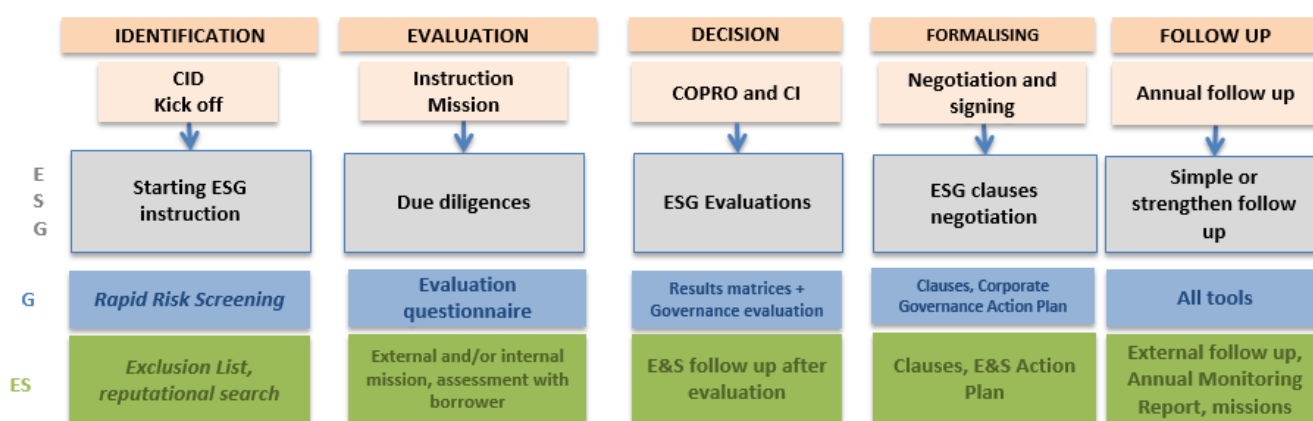 IDENTIFICATION
EVALUATION
DECISION
FORMALISING
FOLLOW UP
CID
Kick off
Instruction
Mission
COPRO and CI
Negotiation and
signing
Annual follow up
E
S
G
Starting ESG
instruction
Due diligences
ESG Evaluations
ESG clauses
negotiation
Simple or
strengthen follow
up
G
Rapid Risk Screening
Evaluation
questionnaire
Results matrices +
Governance evaluation
Clauses, Corporate
Governance Action Plan
All tools
ES
Exclusion List,
reputational search
External and/or internal
mission, assessment with
borrower
E&S follow up after
evaluation
Clauses, E&S Action
Plan
External follow up,
Annual Monitoring
Report, missions